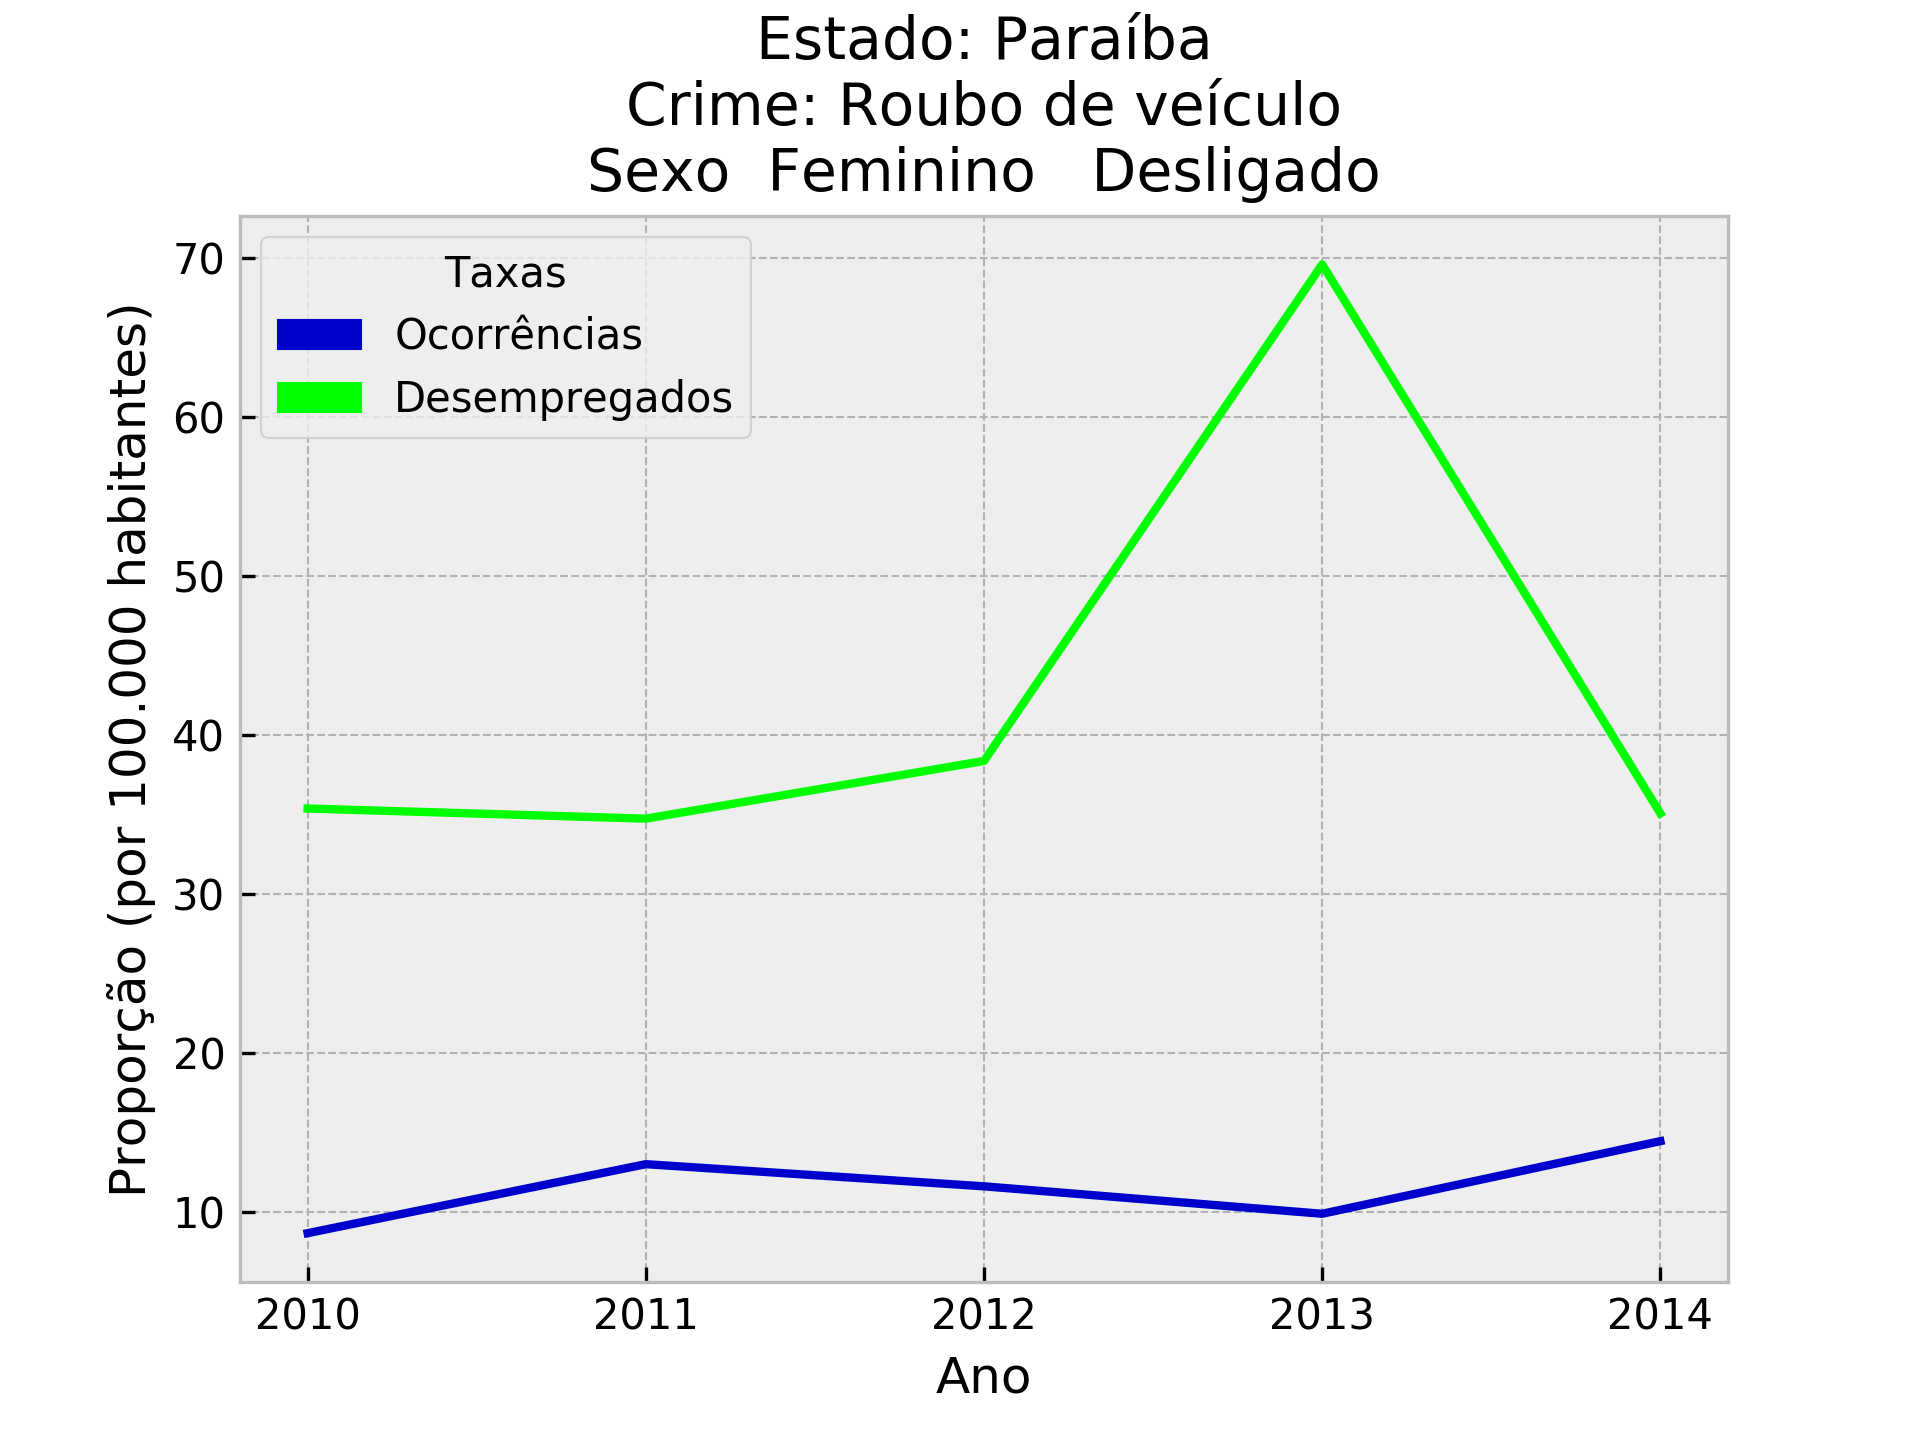 Estado: Paraíba
Crime: Roubo de veículo
Sexo  Feminino   Desligado
Taxas
Ocorrências
Desempregados
Proporção (por 100.000 habitantes)
70
60
50
40
30
20
10
2010 2011 2012 2013 2014
Ano